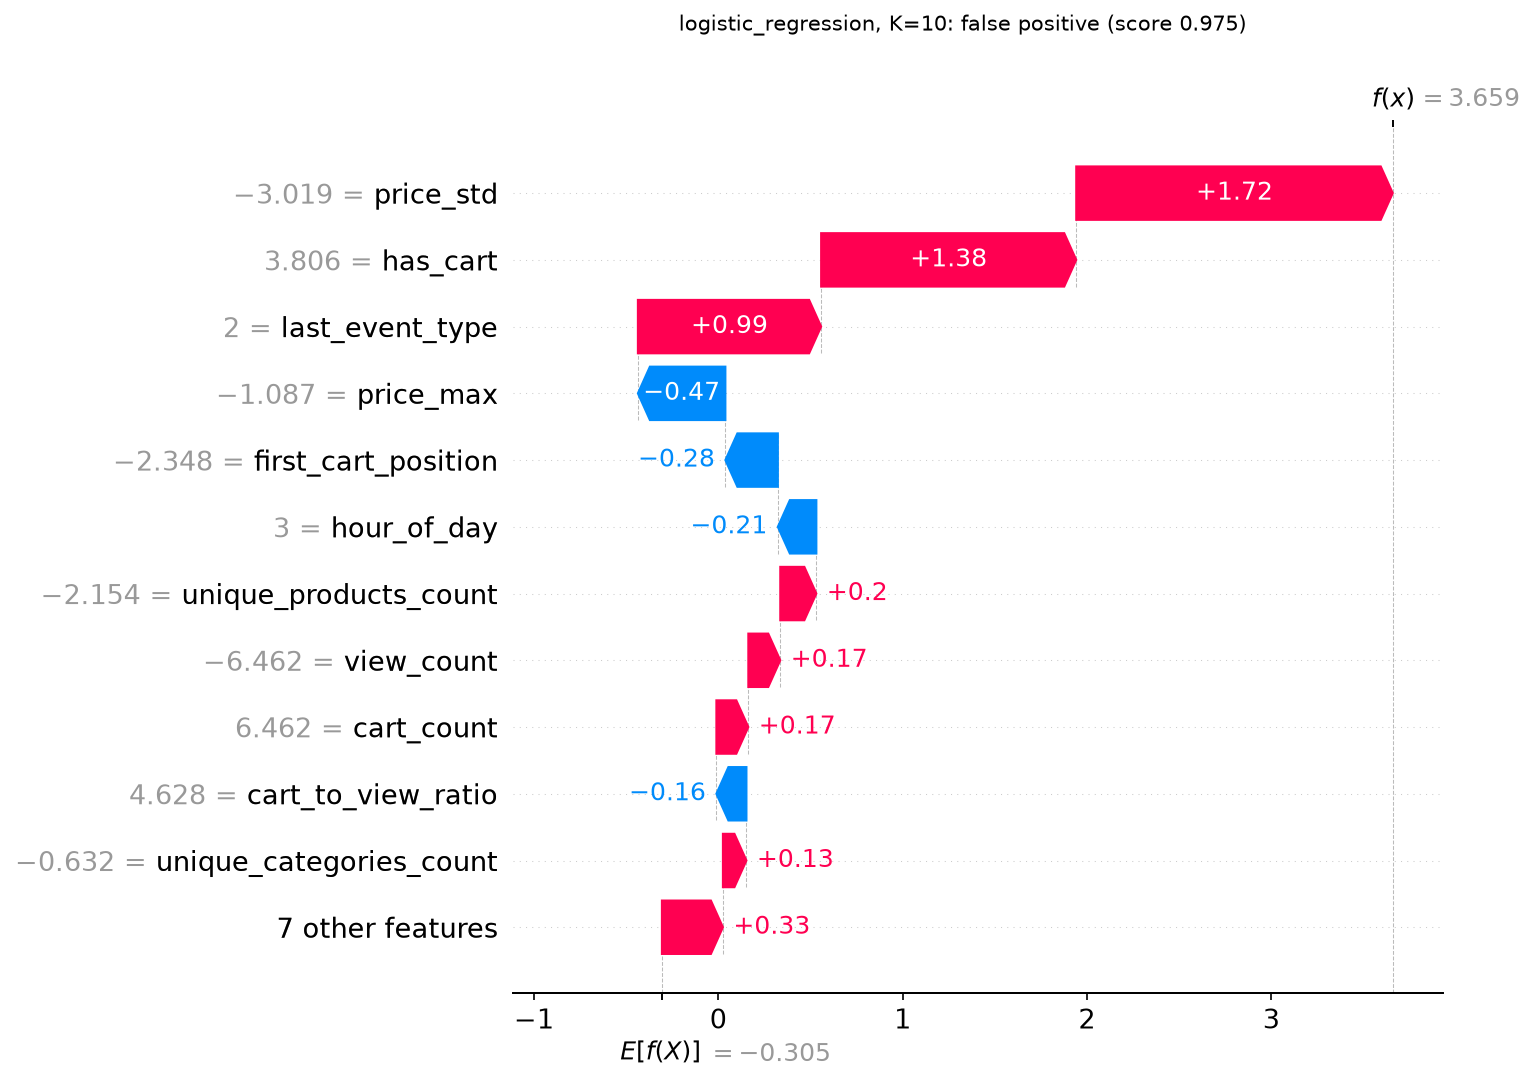 logistic_regression, K=10: false positive (score 0.975)
f(x) = 3.659
−3.019 = price_std +1.72
3.806 = has_cart +1.38
2 = last_event_type +0.99
−1.087 = price_max −0.47
−2.348 = first_cart_position −0.28
3 = hour_of_day −0.21
−2.154 = unique_products_count +0.2
−6.462 = view_count +0.17
6.462 = cart_count +0.17
4.628 = cart_to_view_ratio −0.16
−0.632 = unique_categories_count +0.13
7 other features +0.33
−1 0 1 2 3
E[f(X)] = −0.305